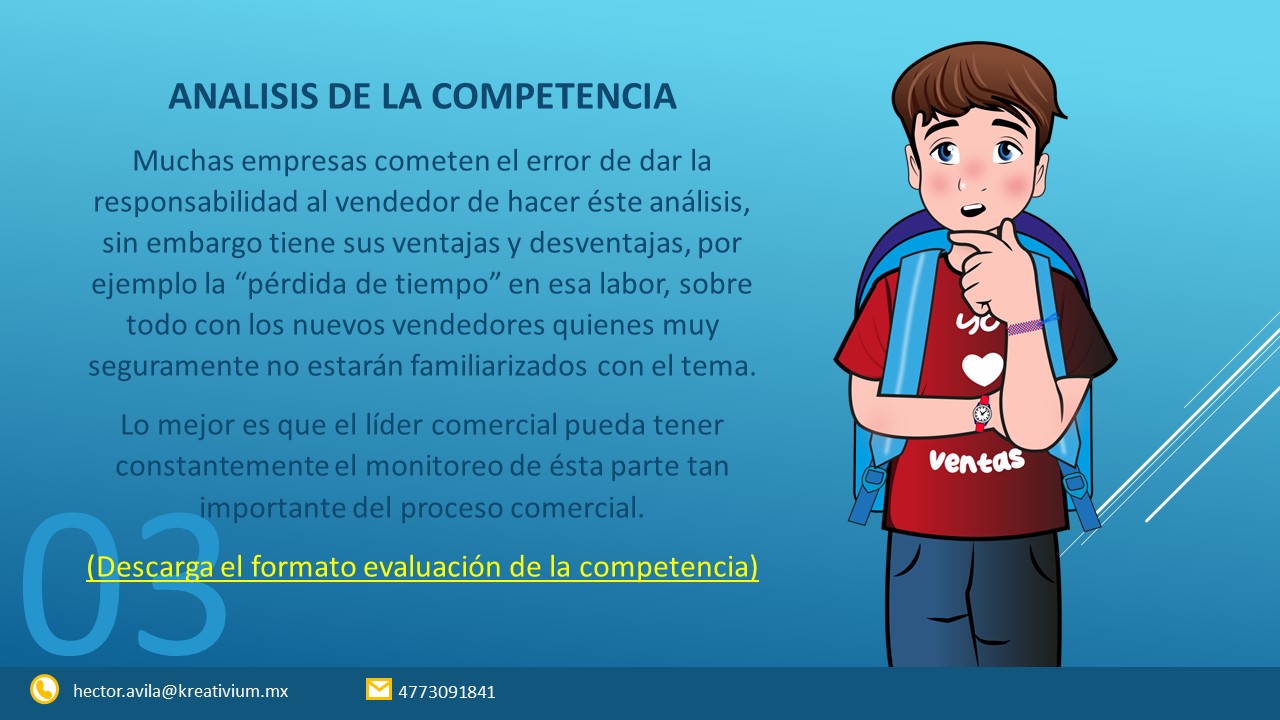 ANALISIS DE LA COMPETENCIA
Muchas empresas cometen el error de dar la
responsabilidad al vendedor de hacer éste análisis,
sin embargo tiene sus ventajas y desventajas, por
ejemplo la “pérdida de tiempo” en esa labor, sobre
todo con los nuevos vendedores quienes muy
seguramente no estarán familiarizados con el tema.
Lo mejor es que el líder comercial pueda tener
constantemente el monitoreo de ésta parte tan
importante del proceso comercial.
(Descarga el formato evaluación de la competencia)
03
yo
ventas
hector.avila@kreativium.mx
4773091841